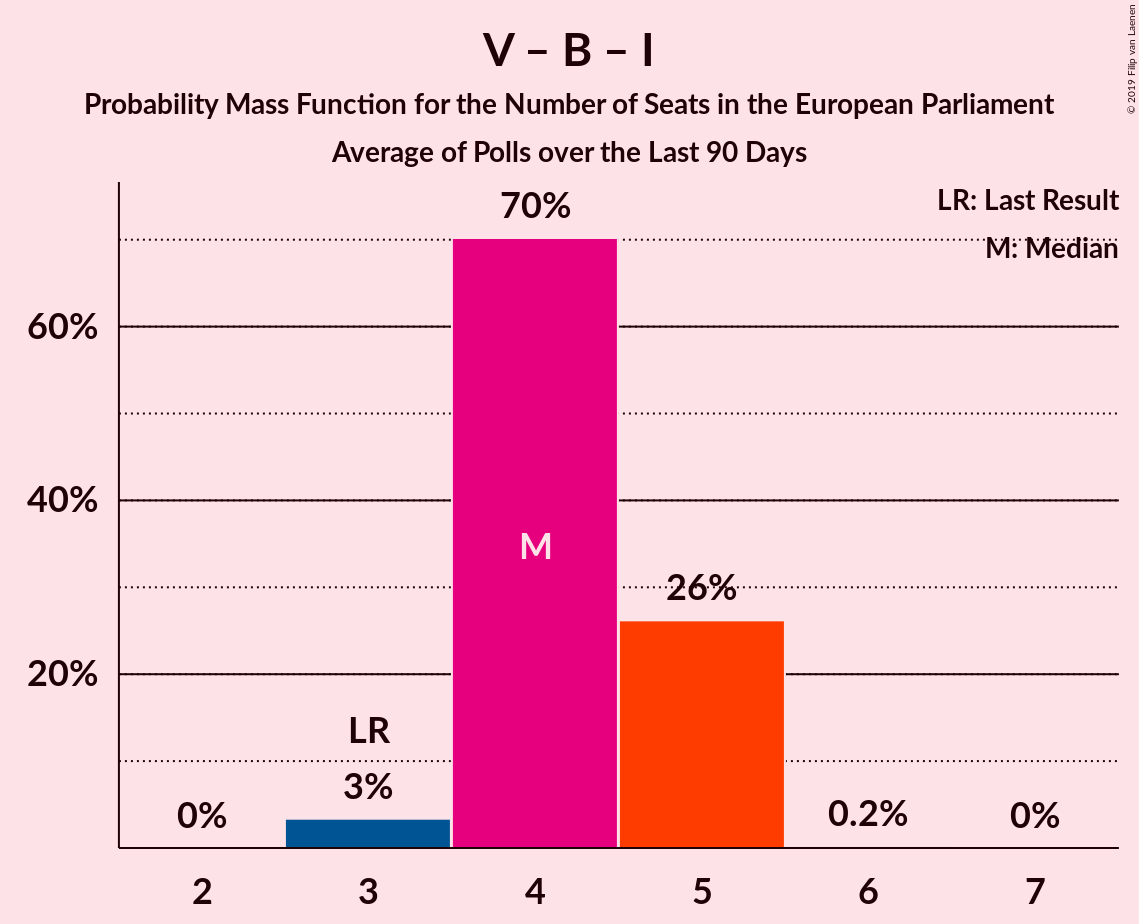 V – B – I
Probability Mass Function for the Number of Seats in the European Parliament
Average of Polls over the Last 90 Days
© 2019 Filip van Laenen
LR: Last Result
M: Median
70%
60%
40%
20%
M
26%
LR
3%
0%
0.2%
0%
2 3 4 5 6 7